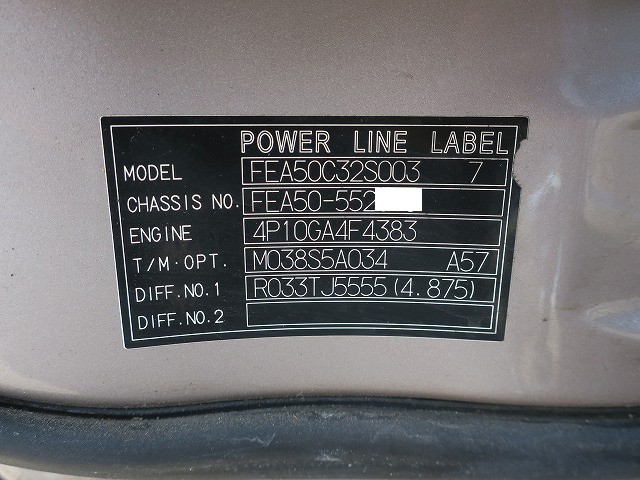 POWER LINE LABEL
MODEL FEA50C32S003 7
CHASSIS NO. FEA50-552
ENGINE 4P10GA4F4383
T/M·OPT. M038S5A034 A57
DIFF.NO.1 R033TJ5555(4.875)
DIFF.NO.2